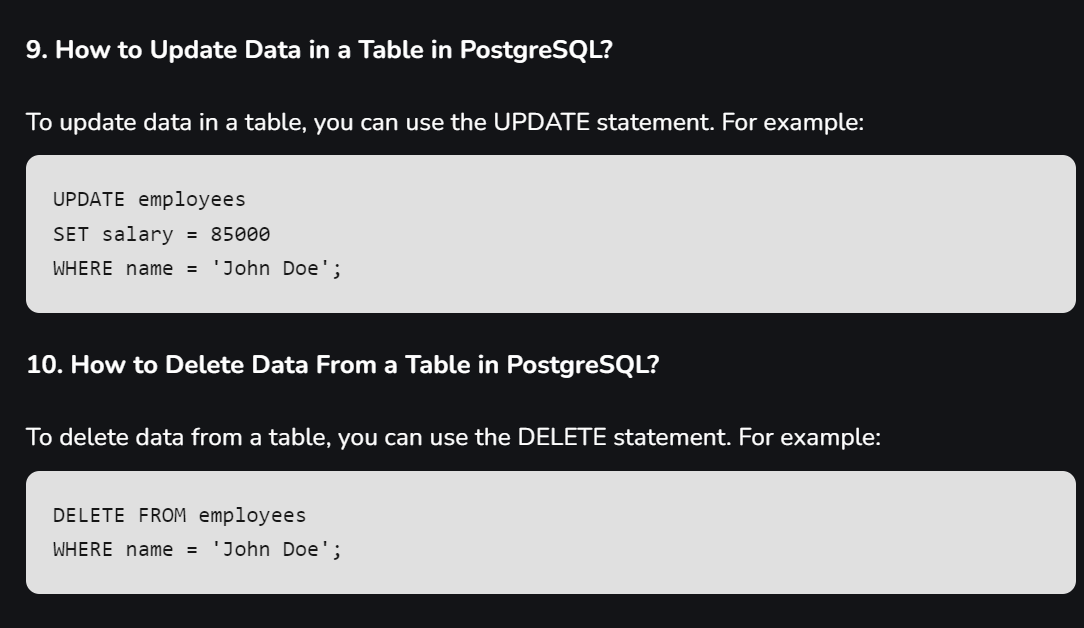 9. How to Update Data in a Table in PostgreSQL?
To update data in a table, you can use the UPDATE statement. For example:
UPDATE employees
SET salary = 85000
WHERE name = 'John Doe';
10. How to Delete Data From a Table in PostgreSQL?
To delete data from a table, you can use the DELETE statement. For example:
DELETE FROM employees
WHERE name = 'John Doe';